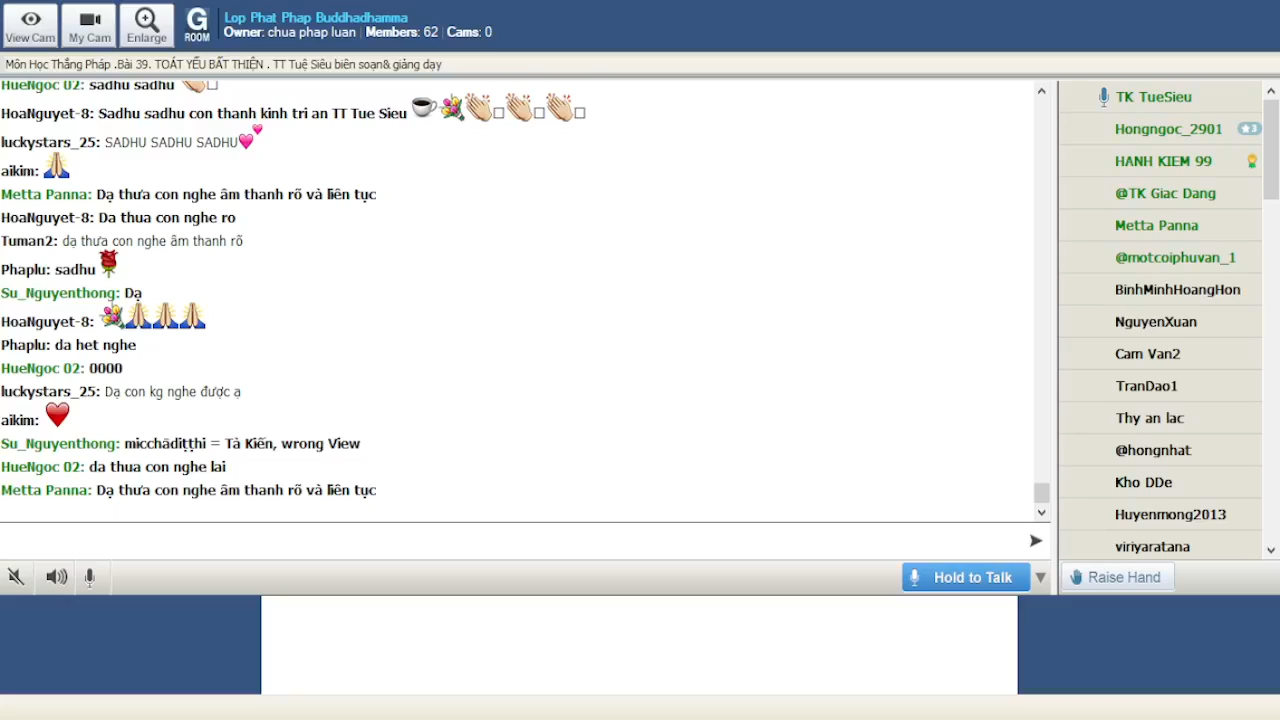 View Cam
My Cam
Enlarge
G
ROOM
Lop Phat Phap Buddhadhamma
Owner: chua phap luan | Members: 62 | Cams: 0
Môn Học Thắng Pháp .Bài 39. TOÁT YẾU BẤT THIỆN . TT Tuệ Siêu biên soạn& giảng dạy
HueNgoc 02: sadhu sadhu 👏🏻□
HoaNguyet-8: Sadhu sadhu con thanh kinh tri an TT Tue Sieu ☕💐👏🏻□👏🏻□👏🏻□
luckystars_25: SADHU SADHU SADHU💕
aikim: 🙏
Metta Panna: Dạ thưa con nghe âm thanh rõ và liên tục
HoaNguyet-8: Da thua con nghe ro
Tuman2: dạ thưa con nghe âm thanh rõ
Phaplu: sadhu 🌹
Su_Nguyenthong: Dạ
HoaNguyet-8: 💐🙏🙏🙏
Phaplu: da het nghe
HueNgoc 02: 0000
luckystars_25: Dạ con kg nghe được ạ
aikim: ❤
Su_Nguyenthong: micchādiṭṭhi = Tà Kiến, wrong View
HueNgoc 02: da thua con nghe lai
Metta Panna: Dạ thưa con nghe âm thanh rõ và liên tục
Hold to Talk
TK TueSieu
Hongngoc_2901
3
HANH KIEM 99
@TK Giac Dang
Metta Panna
@motcoiphuvan_1
BinhMinhHoangHon
NguyenXuan
Cam Van2
TranDao1
Thy an lac
@hongnhat
Kho DDe
Huyenmong2013
viriyaratana
Raise Hand